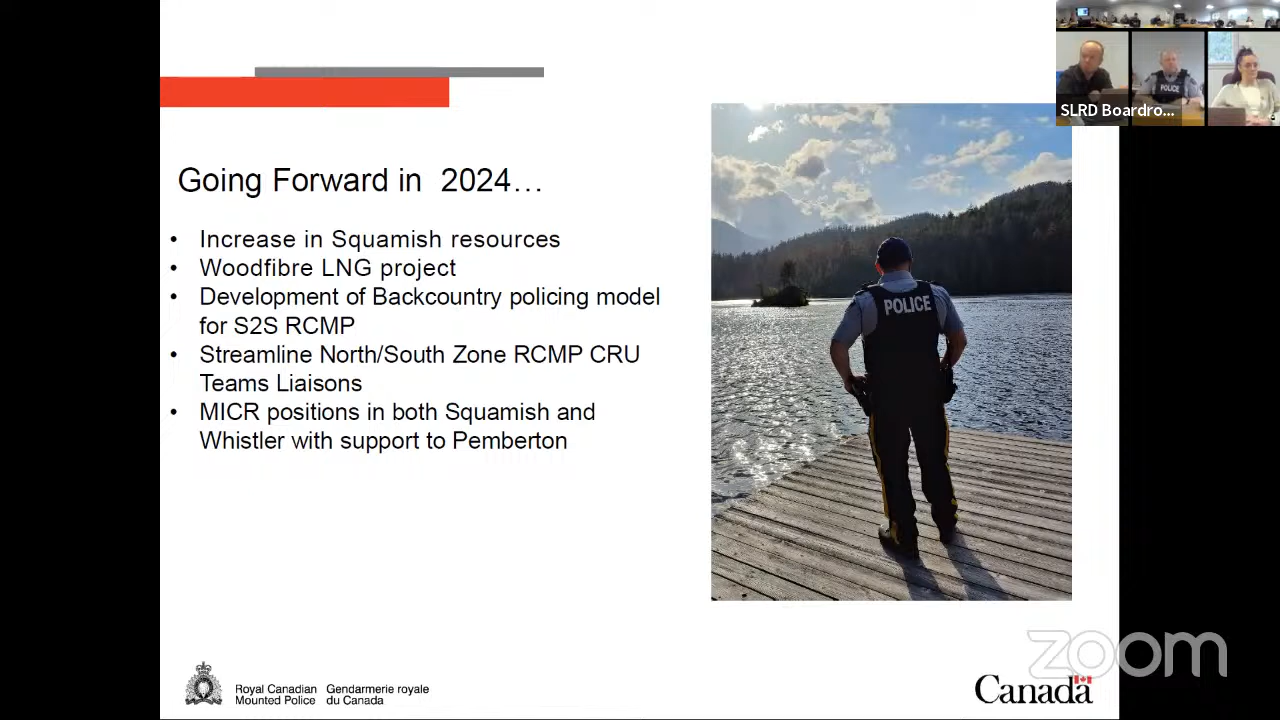 SLRD Boardro...
POLICE
Going Forward in 2024...
• Increase in Squamish resources
• Woodfibre LNG project
• Development of Backcountry policing model
for S2S RCMP
• Streamline North/South Zone RCMP CRU
Teams Liaisons
• MICR positions in both Squamish and
Whistler with support to Pemberton
POLICE
Royal Canadian Gendarmerie royale
Mounted Police du Canada
zoom
Canada